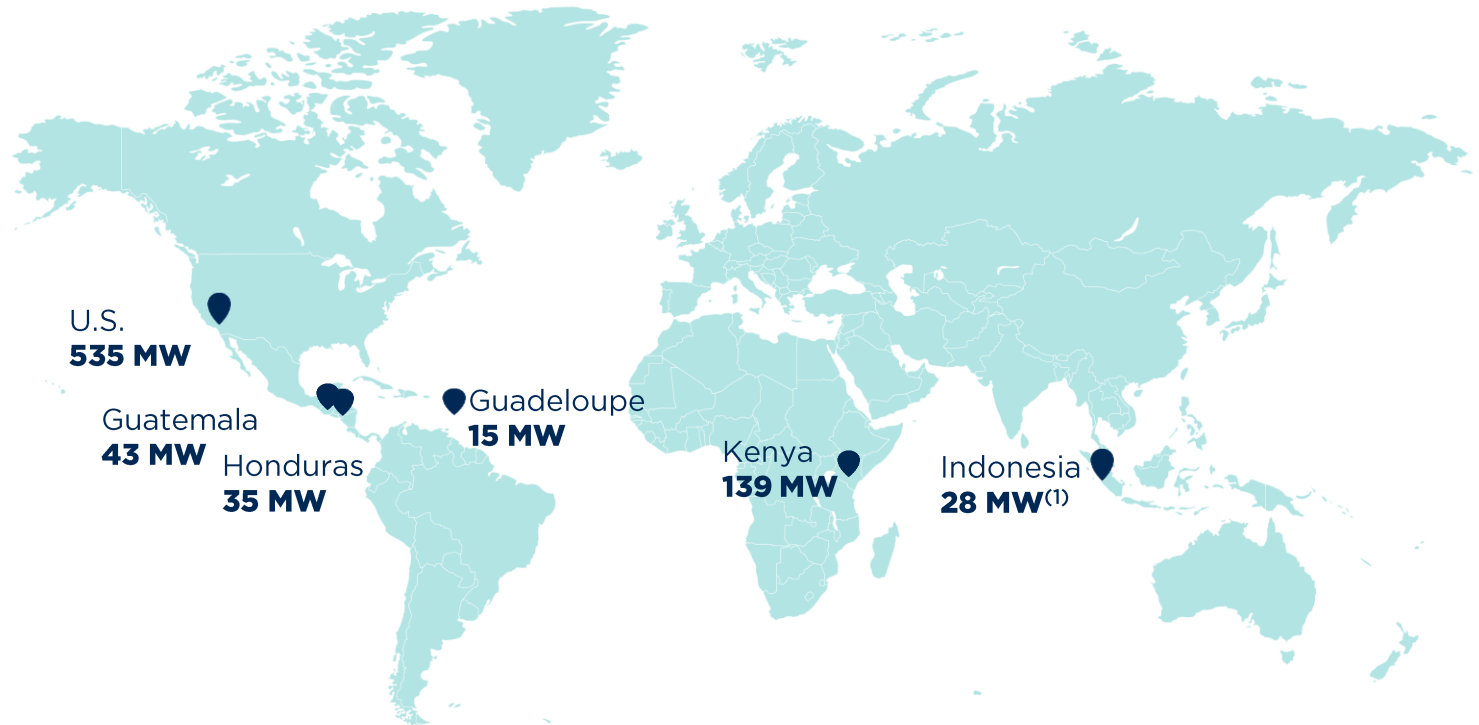 U.S.
535 MW
Guatemala
43 MW
Honduras
35 MW
Guadeloupe
15 MW
Kenya
139 MW
Indonesia
28 MW(1)